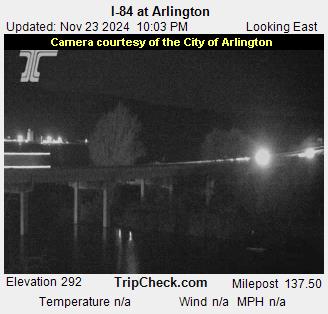 I-84 at Arlington
Updated: Nov 23 2024 10:03 PM Looking East
Camera courtesy of the City of Arlington
Elevation 292 TripCheck.com Milepost 137.50
Temperature n/a Wind n/a MPH n/a